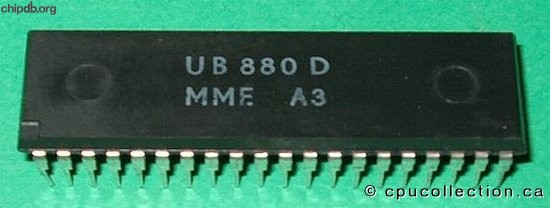 chipdb.org
UB 880 D
MME A3
© cpucollection.ca